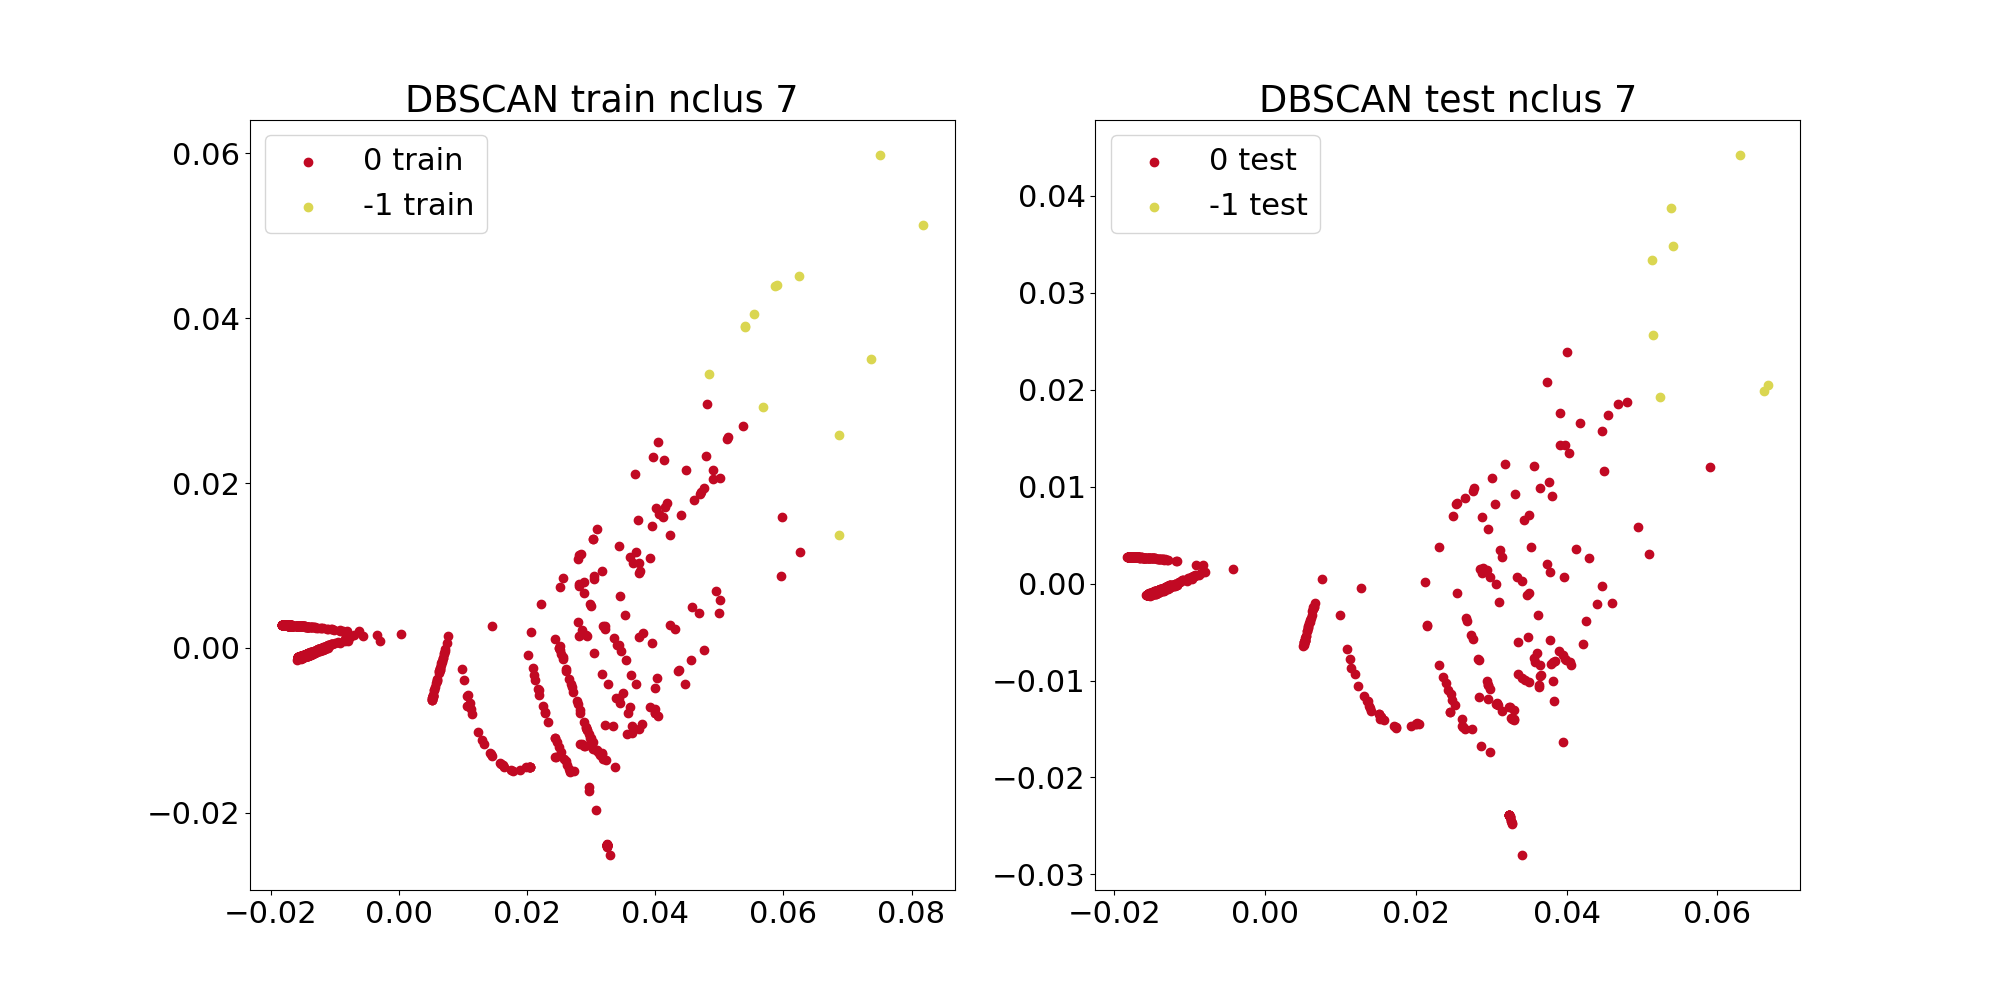 DBSCAN train nclus 7
0 train
-1 train
0.06
0.04
0.02
0.00
−0.02
−0.02 0.00 0.02 0.04 0.06 0.08
DBSCAN test nclus 7
0 test
-1 test
0.04
0.03
0.02
0.01
0.00
−0.01
−0.02
−0.03
−0.02 0.00 0.02 0.04 0.06